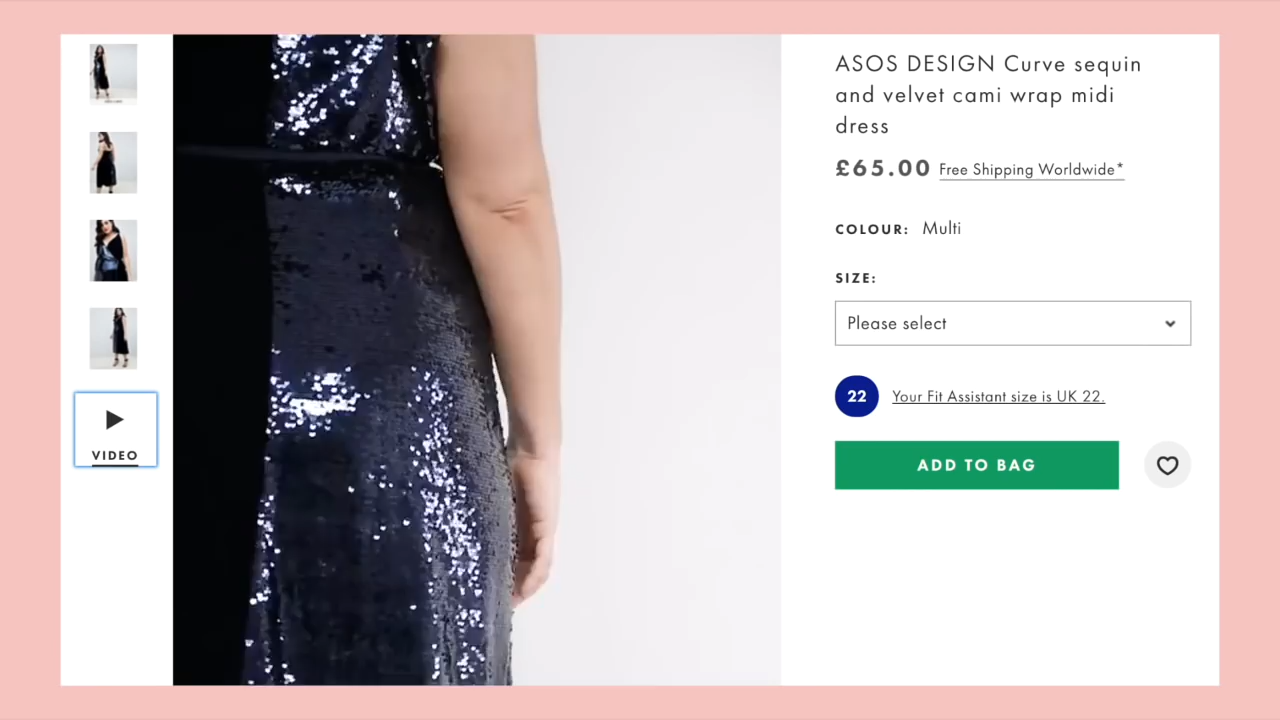 VIDEO
ASOS DESIGN Curve sequin
and velvet cami wrap midi
dress
£65.00 Free Shipping Worldwide*
COLOUR: Multi
SIZE:
Please select
22 Your Fit Assistant size is UK 22.
ADD TO BAG